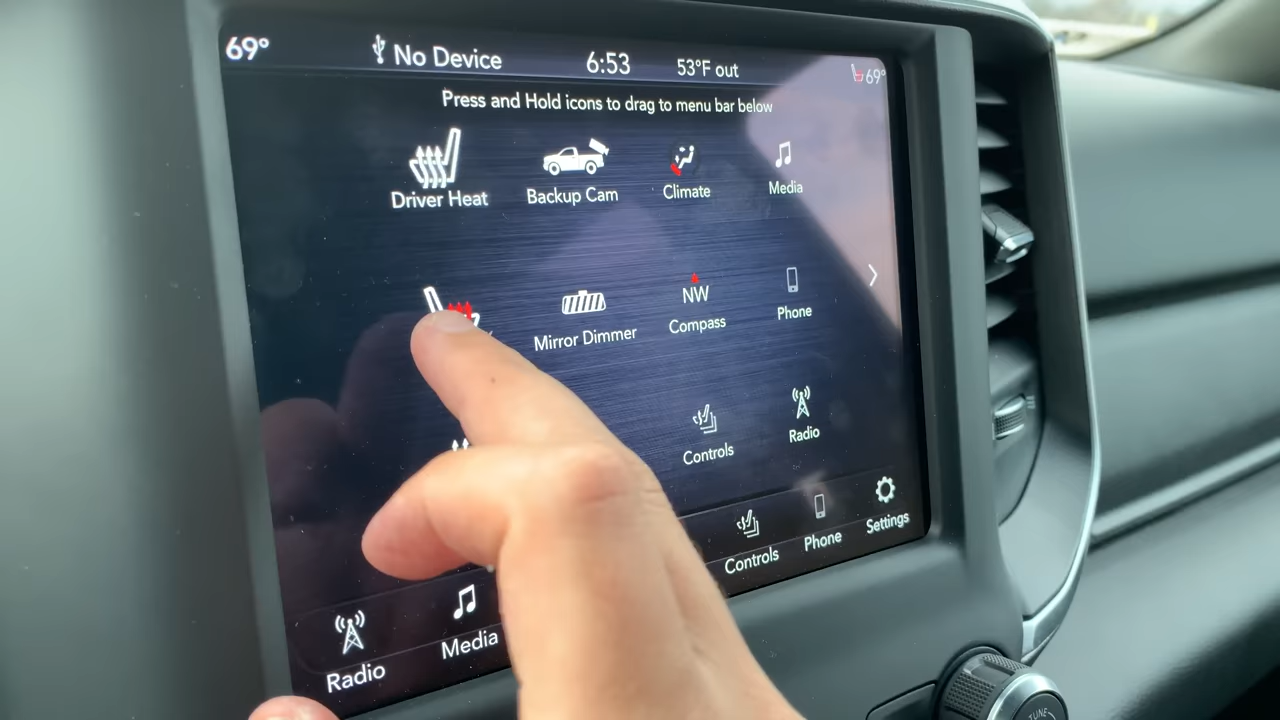 69° No Device 6:53 53°F out 69°
Press and Hold icons to drag to menu bar below
Driver Heat Backup Cam Climate Media
Mirror Dimmer NW Compass Phone
Controls Radio
Radio Media Controls Phone Settings
TUNE